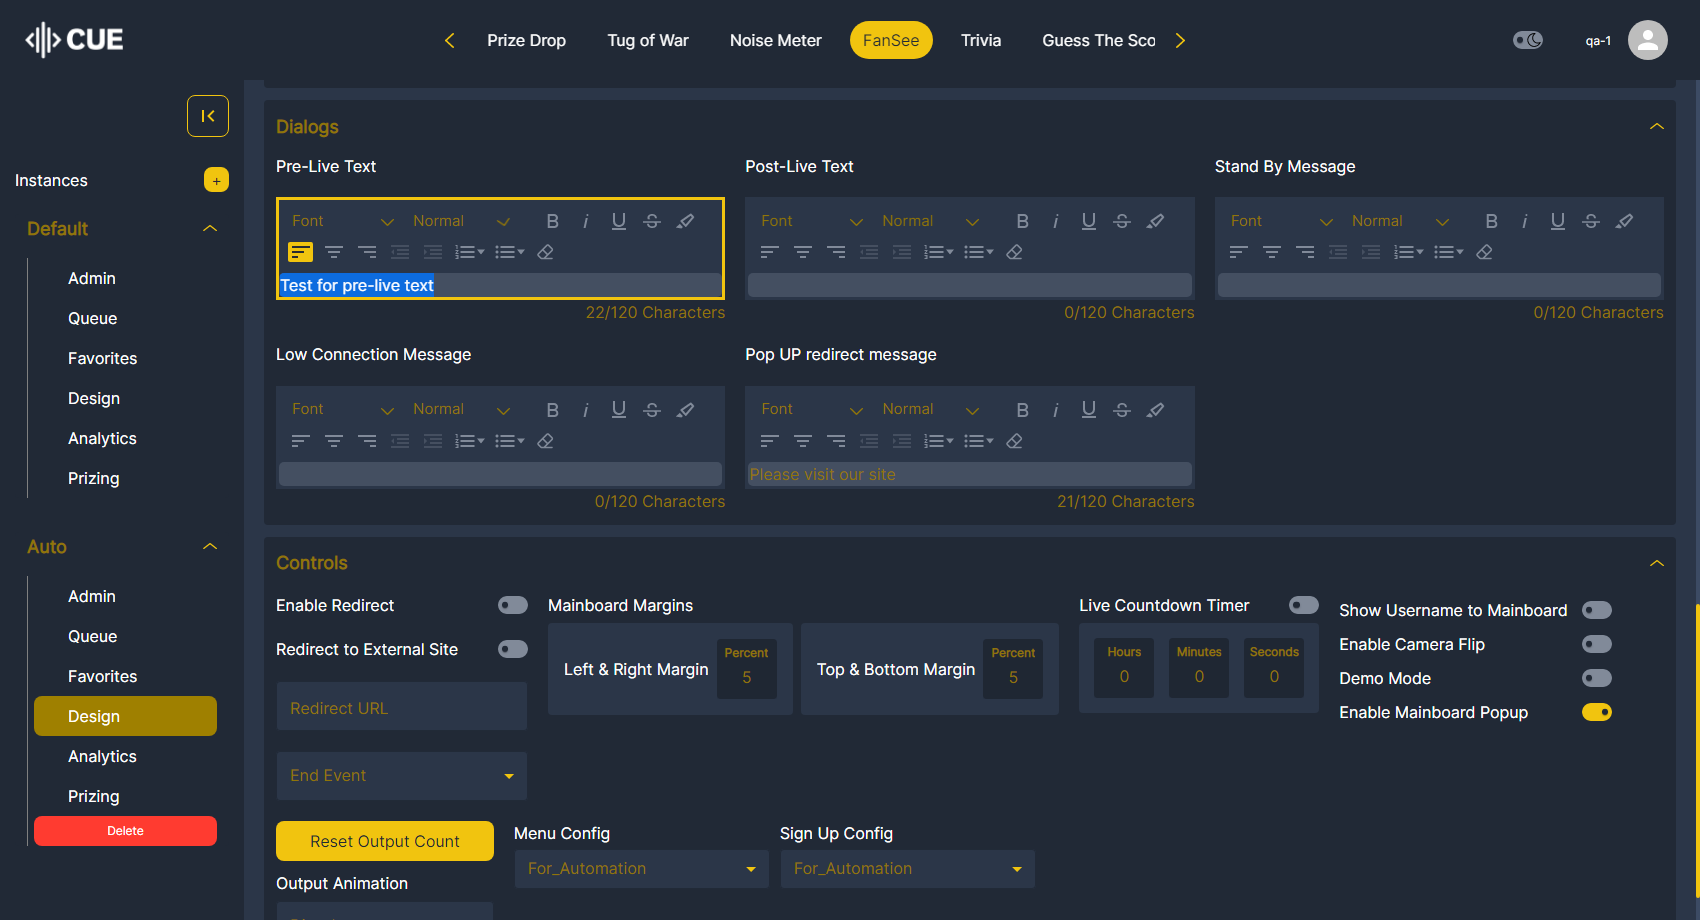 CUE
Prize Drop
Tug of War
Noise Meter
FanSee
Trivia
Guess The Sco
qa-1
Instances
+
Default
Admin
Queue
Favorites
Design
Analytics
Prizing
Auto
Admin
Queue
Favorites
Design
Analytics
Prizing
Delete
Dialogs
Pre-Live Text
Font Normal B i U S
Test for pre-live text
22/120 Characters
Post-Live Text
Font Normal B i U S
0/120 Characters
Stand By Message
Font Normal B i U S
0/120 Characters
Low Connection Message
Font Normal B i U S
0/120 Characters
Pop UP redirect message
Font Normal B i U S
Please visit our site
21/120 Characters
Controls
Enable Redirect
Redirect to External Site
Redirect URL
End Event
Mainboard Margins
Left & Right Margin
Percent
5
Top & Bottom Margin
Percent
5
Live Countdown Timer
Hours
0
Minutes
0
Seconds
0
Show Username to Mainboard
Enable Camera Flip
Demo Mode
Enable Mainboard Popup
Reset Output Count
Menu Config
For_Automation
Sign Up Config
For_Automation
Output Animation